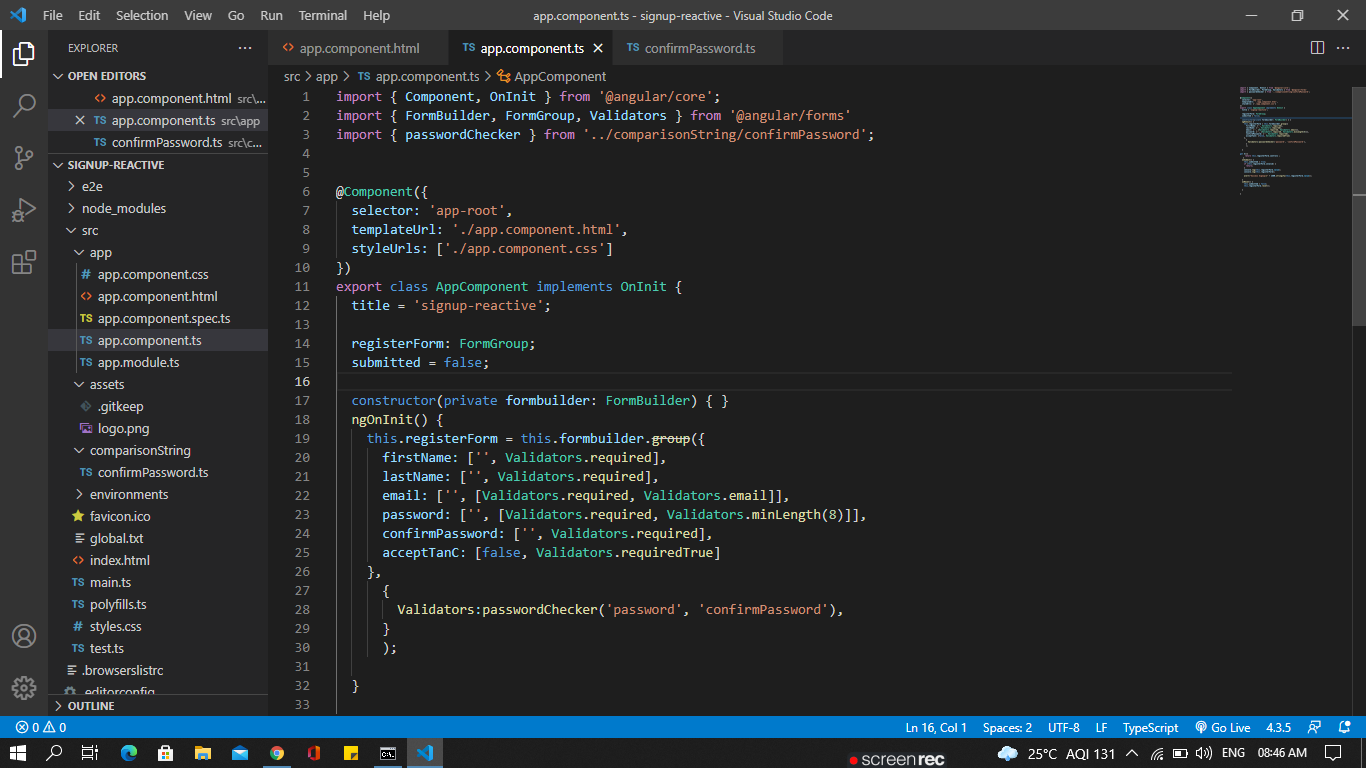 File Edit Selection View Go Run Terminal Help
app.component.ts - signup-reactive - Visual Studio Code
EXPLORER
OPEN EDITORS
app.component.html src\...
app.component.ts src\app
confirmPassword.ts src\c...
SIGNUP-REACTIVE
e2e
node_modules
src
app
# app.component.css
<> app.component.html
TS app.component.spec.ts
TS app.component.ts
TS app.module.ts
assets
.gitkeep
logo.png
comparisonString
TS confirmPassword.ts
environments
favicon.ico
global.txt
<> index.html
TS main.ts
TS polyfills.ts
# styles.css
TS test.ts
.browserslistrc
.editorconfig
OUTLINE
<> app.component.html
TS app.component.ts
TS confirmPassword.ts
src > app > TS app.component.ts > AppComponent
1 import { Component, OnInit } from '@angular/core';
2 import { FormBuilder, FormGroup, Validators } from '@angular/forms'
3 import { passwordChecker } from '../comparisonString/confirmPassword';
4
5
6 @Component({
7 selector: 'app-root',
8 templateUrl: './app.component.html',
9 styleUrls: ['./app.component.css']
10 })
11 export class AppComponent implements OnInit {
12 title = 'signup-reactive';
13
14 registerForm: FormGroup;
15 submitted = false;
16
17 constructor(private formbuilder: FormBuilder) { }
18 ngOnInit() {
19 this.registerForm = this.formbuilder.group({
20 firstName: ['', Validators.required],
21 lastName: ['', Validators.required],
22 email: ['', [Validators.required, Validators.email]],
23 password: ['', [Validators.required, Validators.minLength(8)]],
24 confirmPassword: ['', Validators.required],
25 acceptTanC: [false, Validators.requiredTrue]
26 },
27 {
28 Validators:passwordChecker('password', 'confirmPassword'),
29 }
30 );
31
32 }
33
0 0
Ln 16, Col 1 Spaces: 2 UTF-8 LF TypeScript Go Live 4.3.5
25°C AQI 131 ENG 08:46 AM
screenrec